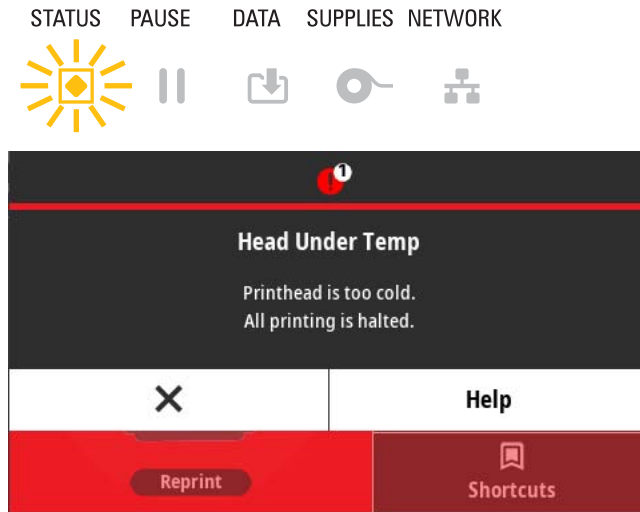 STATUS PAUSE DATA SUPPLIES NETWORK
1
Head Under Temp
Printhead is too cold.
All printing is halted.
Help
Reprint
Shortcuts